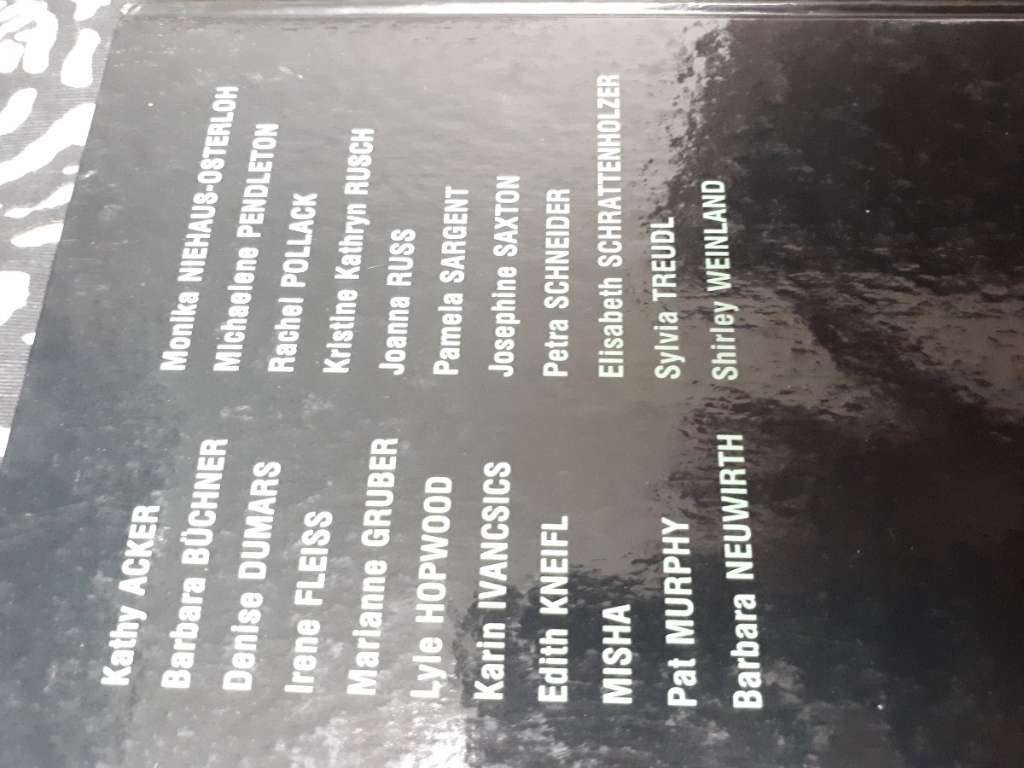 Kathy ACKER
Barbara BÜCHNER
Denise DUMARS
Irene FLEISS
Marianne GRUBER
Lyle HOPWOOD
Karin IVANCSICS
Edith KNEIFL
MISHA
Pat MURPHY
Barbara NEUWIRTH
Monika NIEHAUS-OSTERLOH
Michaelene PENDLETON
Rachel POLLACK
Kristine Kathryn RUSCH
Joanna RUSS
Pamela SARGENT
Josephine SAXTON
Petra SCHNEIDER
Elisabeth SCHRATTENHOLZER
Sylvia TREUDL
Shirley WEINLAND